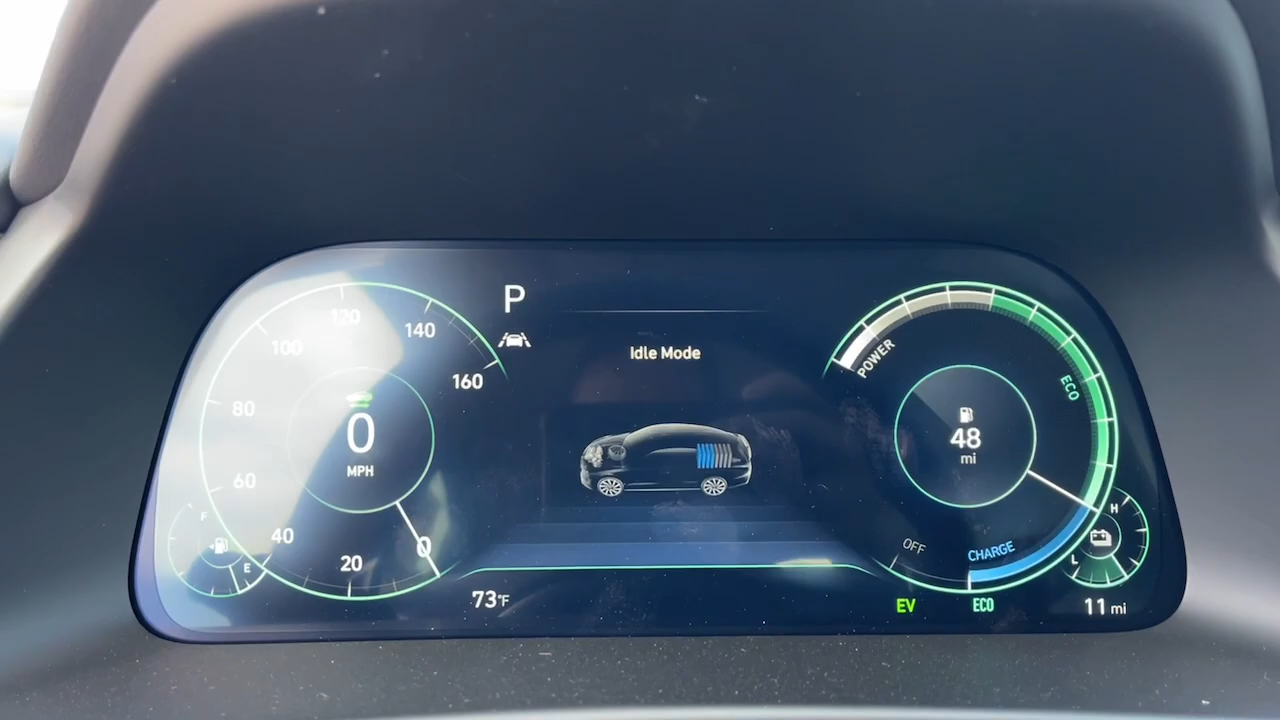 P
Idle Mode
120
140
100
160
80
0
MPH
60
40
20
0
F
E
73°F
POWER
ECO
48
mi
OFF
CHARGE
H
L
EV
ECO
11 mi